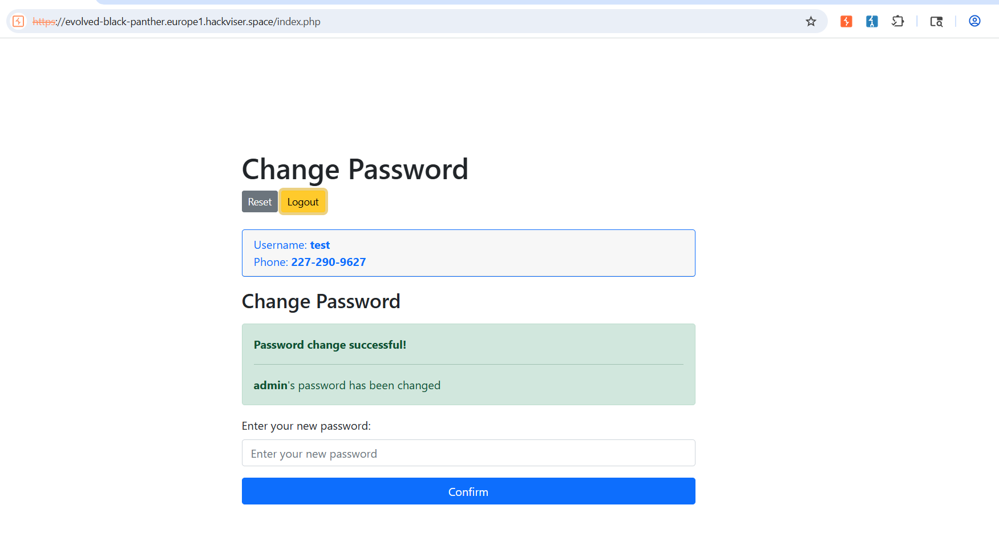 https://evolved-black-panther.europe1.hackviser.space/index.php
Change Password
Reset Logout
Username: test
Phone: 227-290-9627
Change Password
Password change successful!
admin's password has been changed
Enter your new password:
Enter your new password
Confirm